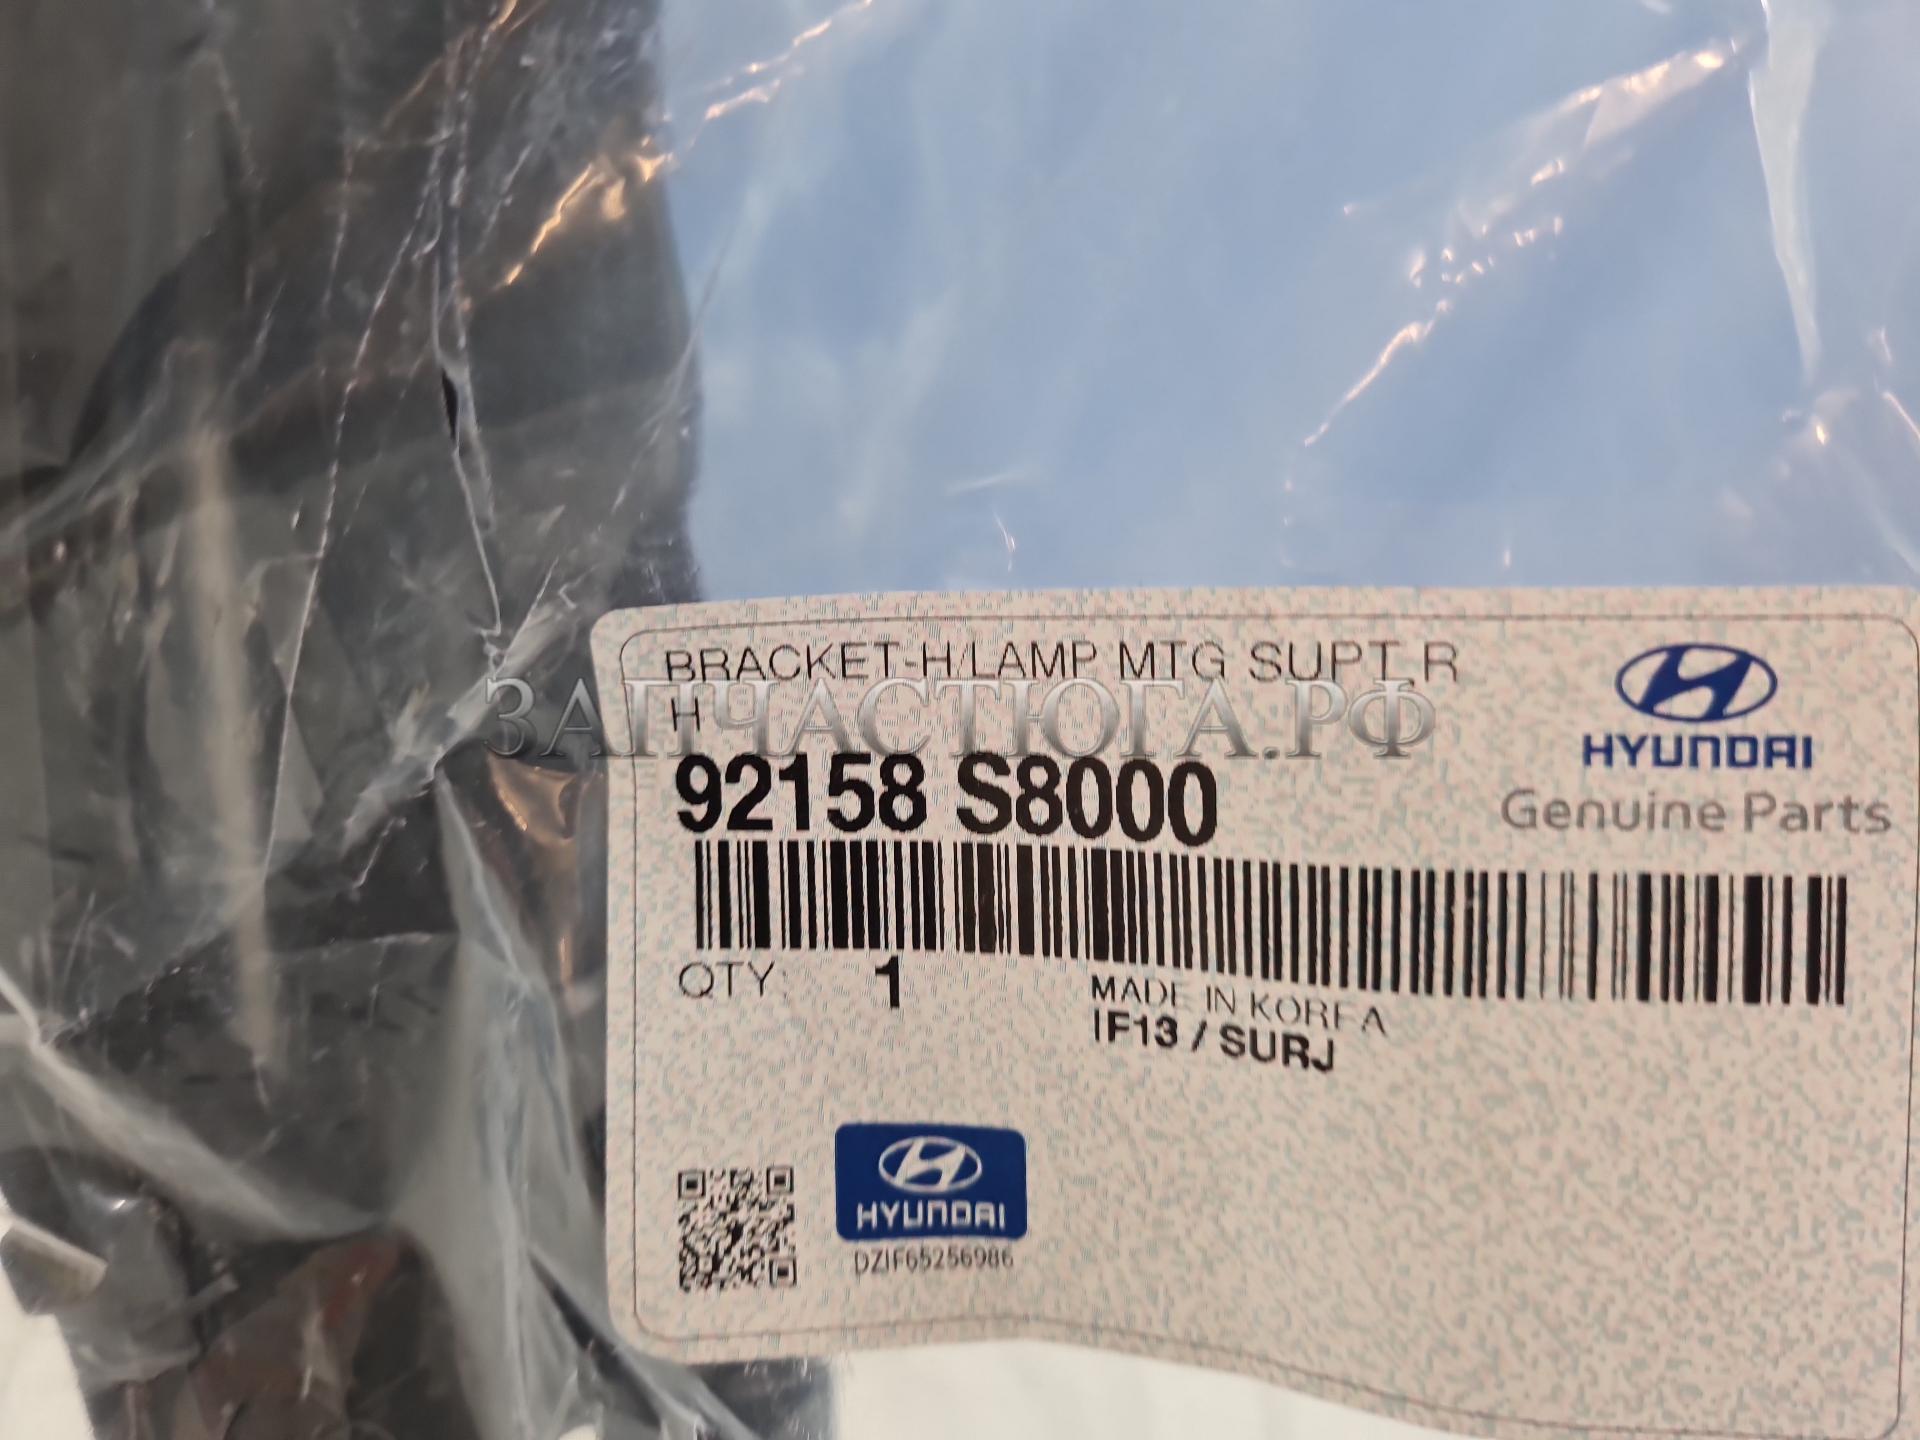 BRACKET-H/LAMP MTG SUPT,R
H
ЗАПЧАСТЮГА.РФ
92158 S8000
HYUNDAI
Genuine Parts
QTY: 1
MADE IN KOREA
IF13 / SURJ
HYUNDAI
DZIF65256986